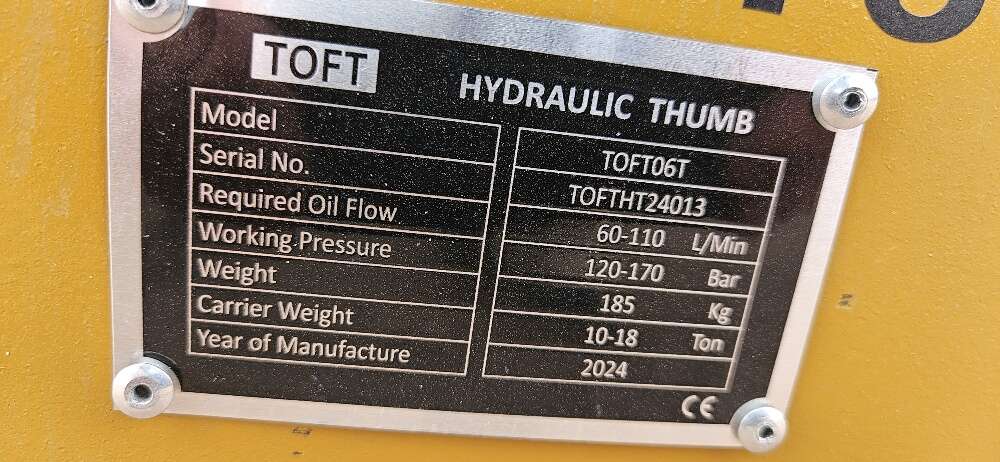 TOFT HYDRAULIC THUMB
Model TOFT06T
Serial No. TOFTHT24013
Required Oil Flow 60-110 L/Min
Working Pressure 120-170 Bar
Weight 185 Kg
Carrier Weight 10-18 Ton
Year of Manufacture 2024
CE